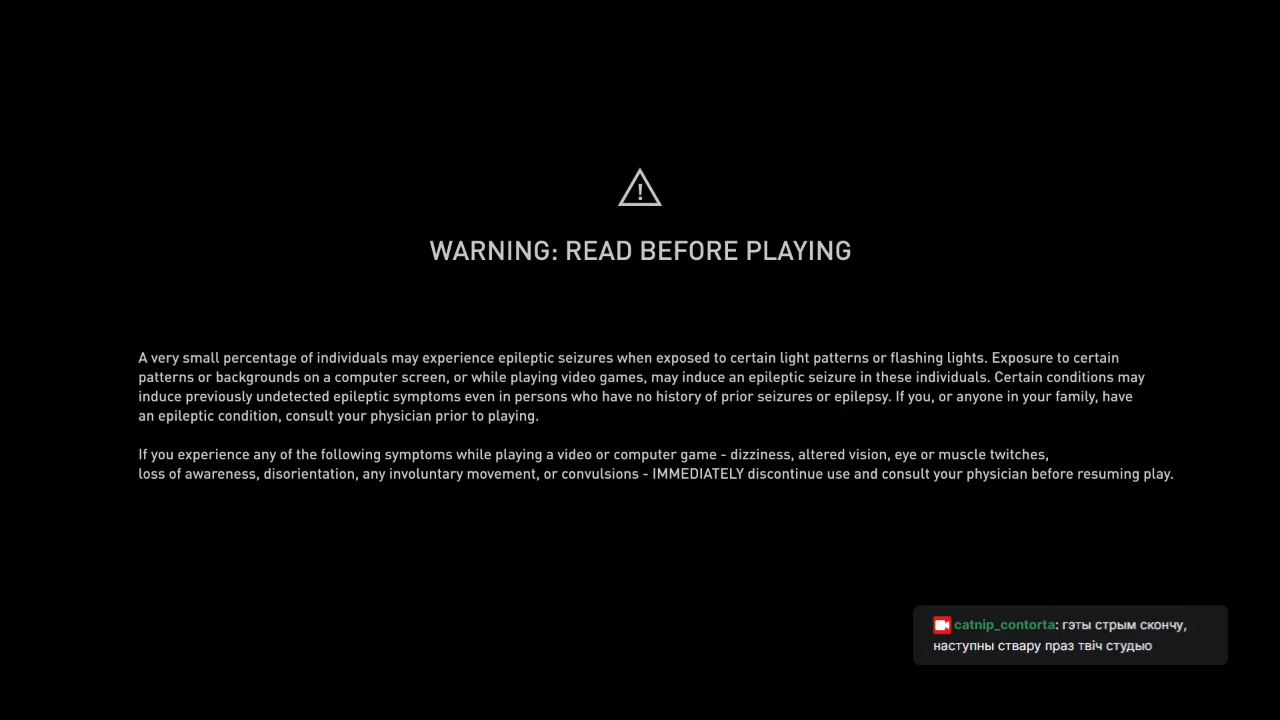 WARNING: READ BEFORE PLAYING
A very small percentage of individuals may experience epileptic seizures when exposed to certain light patterns or flashing lights. Exposure to certain
patterns or backgrounds on a computer screen, or while playing video games, may induce an epileptic seizure in these individuals. Certain conditions may
induce previously undetected epileptic symptoms even in persons who have no history of prior seizures or epilepsy. If you, or anyone in your family, have
an epileptic condition, consult your physician prior to playing.
If you experience any of the following symptoms while playing a video or computer game - dizziness, altered vision, eye or muscle twitches,
loss of awareness, disorientation, any involuntary movement, or convulsions - IMMEDIATELY discontinue use and consult your physician before resuming play.
catnip_contorta: гэты стрым скончу,
наступны ствару праз твіч студыо